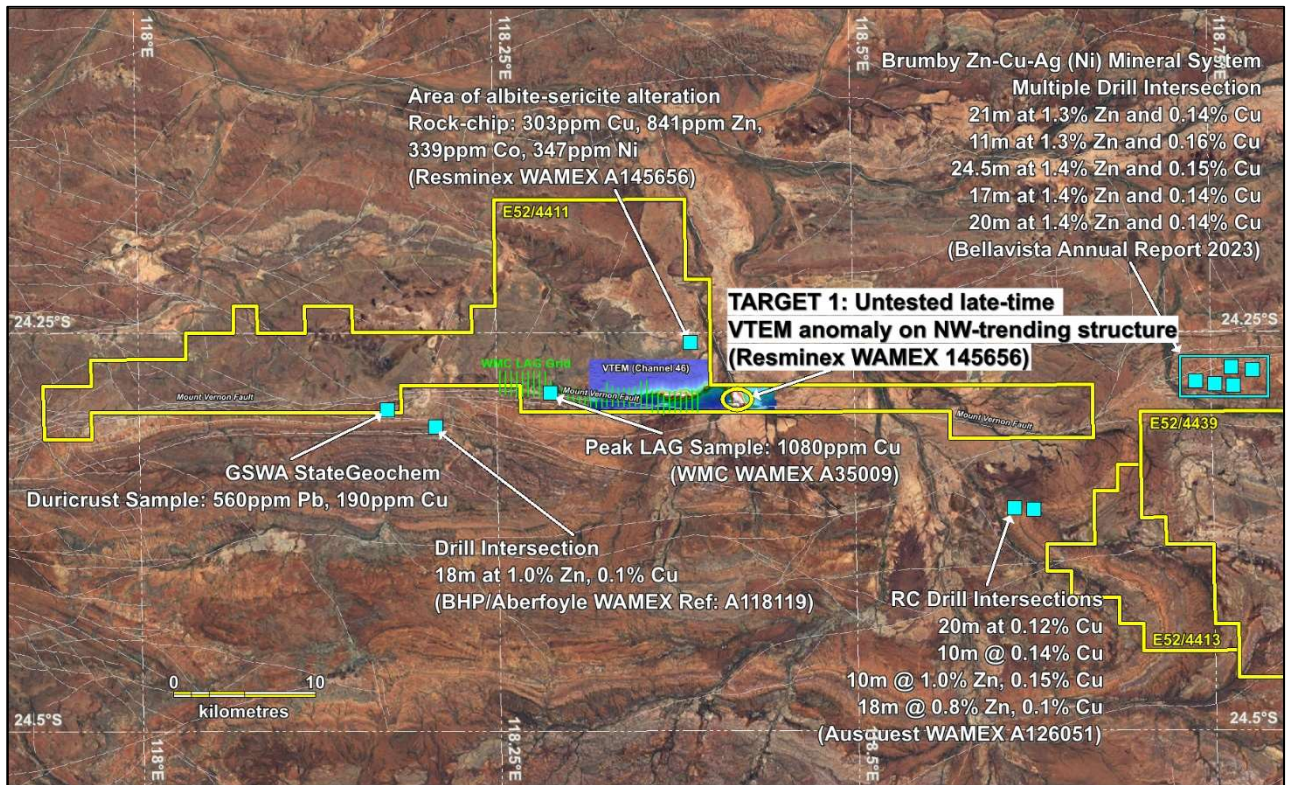 118°E
118.25°E
118.5°E
118.75°E
Brumby Zn-Cu-Ag (Ni) Mineral System
Multiple Drill Intersection
21m at 1.3% Zn and 0.14% Cu
11m at 1.3% Zn and 0.16% Cu
24.5m at 1.4% Zn and 0.15% Cu
17m at 1.4% Zn and 0.14% Cu
20m at 1.4% Zn and 0.14% Cu
(Bellavista Annual Report 2023)
Area of albite-sericite alteration
Rock-chip: 303ppm Cu, 841ppm Zn,
339ppm Co, 347ppm Ni
(Resminex WAMEX A145656)
E52/4411
TARGET 1: Untested late-time
VTEM anomaly on NW-trending structure
(Resminex WAMEX 145656)
24.25°S
24.25°S
WMC LAG Grid
VTEM (Channel 46)
Mount Vernon Fault
Mount Vernon Fault
Mount Vernon Fault
E52/4439
Peak LAG Sample: 1080ppm Cu
(WMC WAMEX A35009)
GSWA StateGeochem
Duricrust Sample: 560ppm Pb, 190ppm Cu
Drill Intersection
18m at 1.0% Zn, 0.1% Cu
(BHP/Aberfoyle WAMEX Ref: A118119)
RC Drill Intersections
20m at 0.12% Cu
10m @ 0.14% Cu
10m @ 1.0% Zn, 0.15% Cu
18m @ 0.8% Zn, 0.1% Cu
(Ausquest WAMEX A126051)
E52/4413
0 10
kilometres
24.5°S
24.5°S
118°E
118.25°E
118.5°E